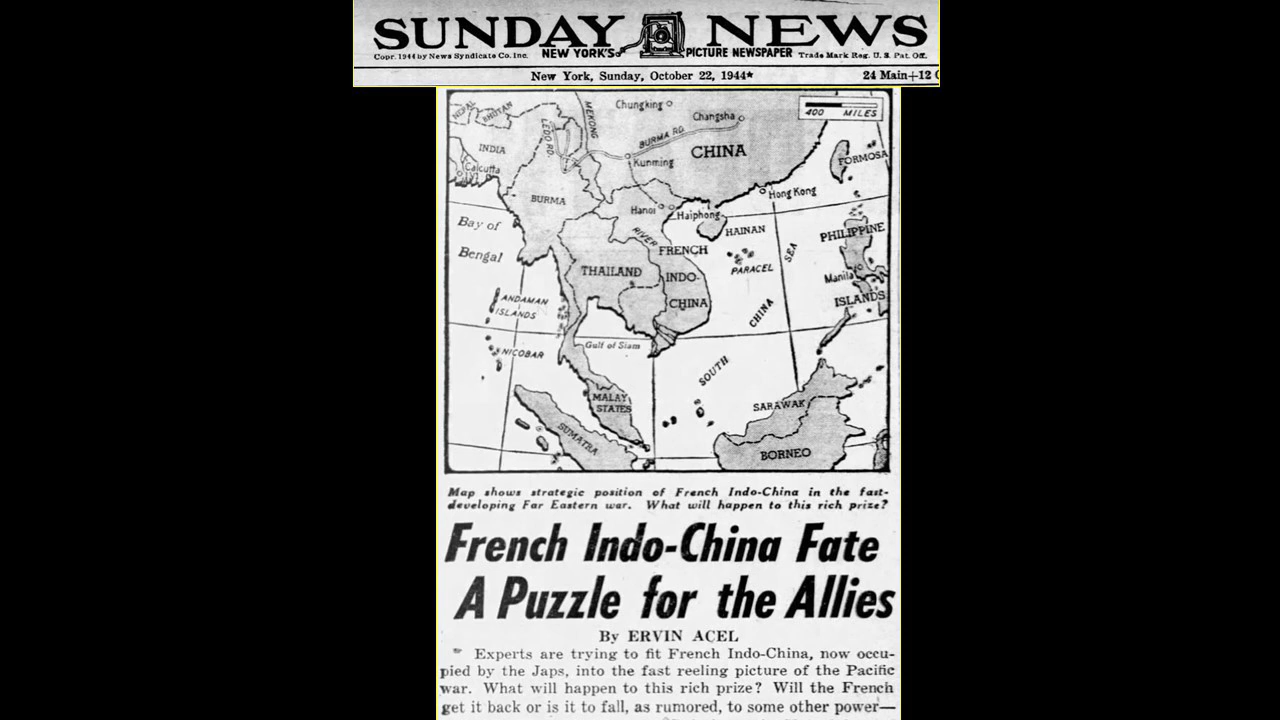 SUNDAY NEWS
NEW YORK'S PICTURE NEWSPAPER
Copr. 1944 by News Syndicate Co. Inc.
Trade Mark Reg. U. S. Pat. Off.
New York, Sunday, October 22, 1944★
24 Main+12
NEPAL
BHUTAN
LEDO RD
MEKONG
Chungking
Changsha
400 MILES
INDIA
BURMA RD
CHINA
FORMOSA
Calcutta
Kunming
Hong Kong
BURMA
Hanoi
Haiphong
Bay of
Bengal
RIVER
HAINAN
PHILIPPINE
FRENCH
PARACEL
SEA
THAILAND
INDO-
Manila
ANDAMAN
ISLANDS
CHINA
CHINA
ISLANDS
Gulf of Siam
NICOBAR
SOUTH
MALAY
STATES
SARAWAK
SUMATRA
BORNEO
Map shows strategic position of French Indo-China in the fast-
developing Far Eastern war. What will happen to this rich prize?
French Indo-China Fate
A Puzzle for the Allies
By ERVIN ACEL
Experts are trying to fit French Indo-China, now occu-
pied by the Japs, into the fast reeling picture of the Pacific
war. What will happen to this rich prize? Will the French
get it back or is it to fall, as rumored, to some other power—